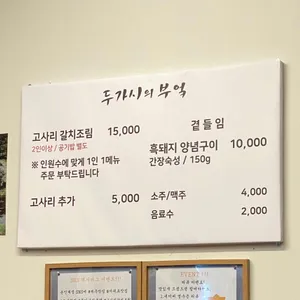 두가시의 부엌
고사리 갈치조림 15,000
2인이상 / 공기밥 별도
※ 인원수에 맞게 1인 1메뉴
주문 부탁드립니다
고사리 추가 5,000
곁들임
흑돼지 양념구이 10,000
간장숙성 / 150g
소주/맥주 4,000
음료수 2,000
EVENT